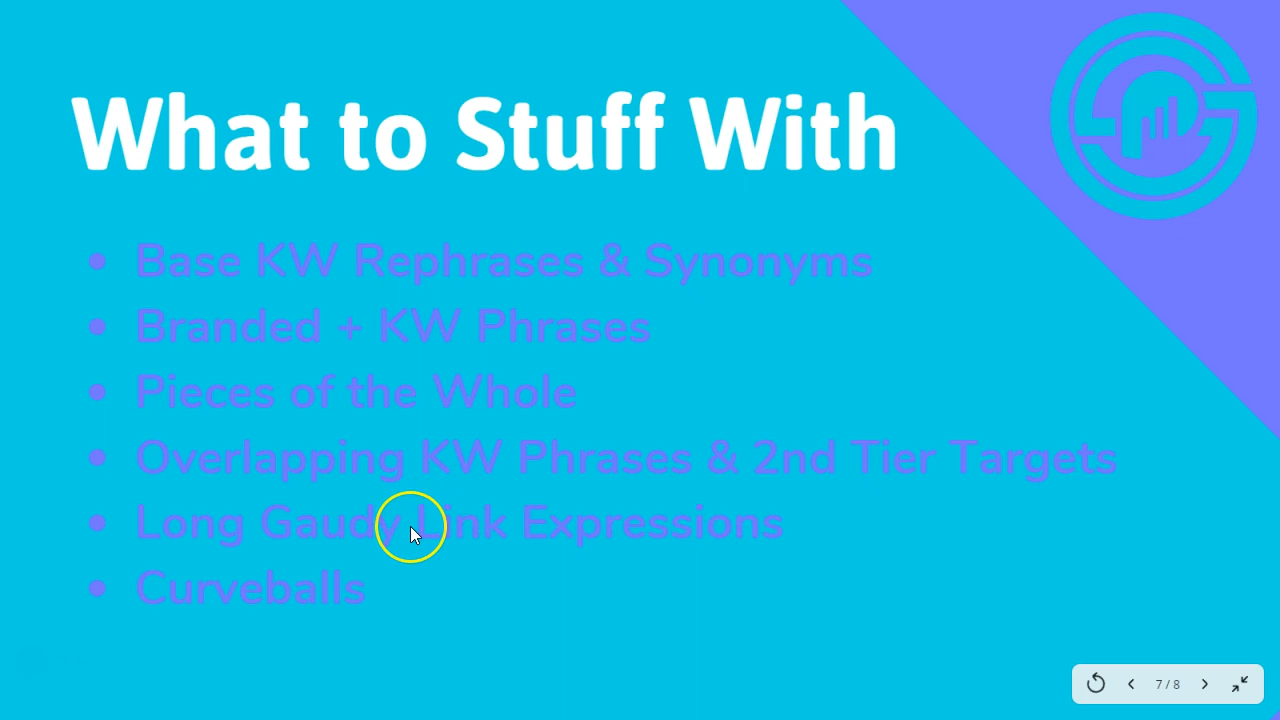 What to Stuff With
• Base KW Rephrases & Synonyms
• Branded + KW Phrases
• Pieces of the Whole
• Overlapping KW Phrases & 2nd Tier Targets
• Long Gaudy Link Expressions
• Curveballs
7 / 8